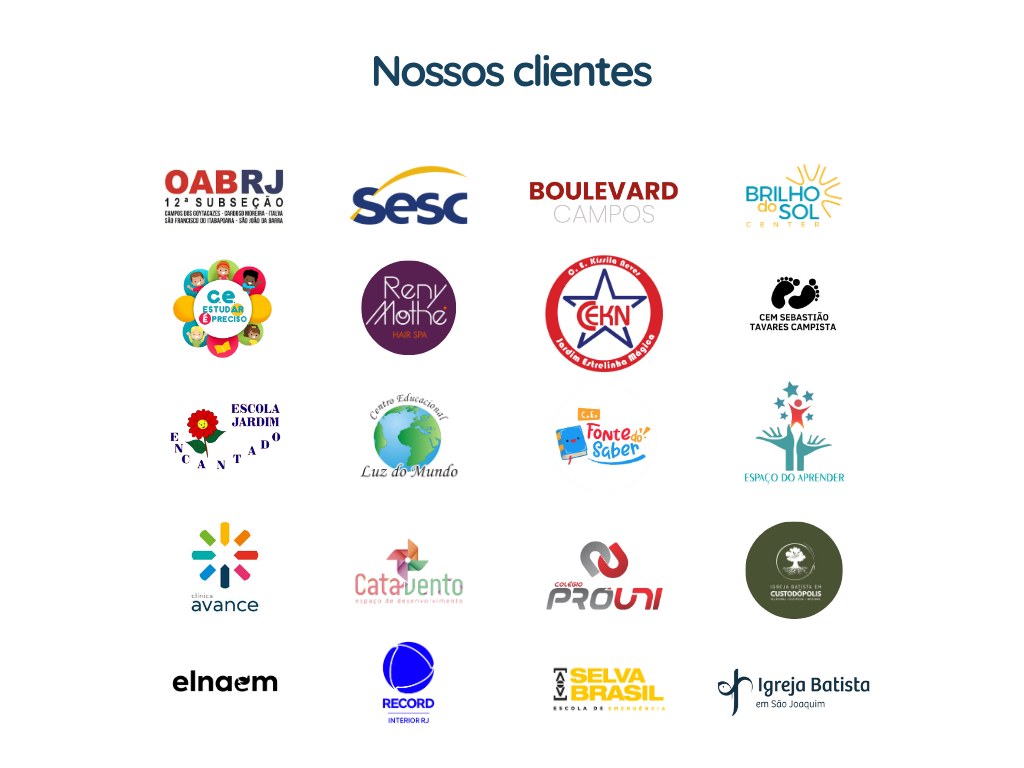 Nossos clientes
OABRJ
12ª SUBSEÇÃO
CAMPOS DOS GOYTACAZES - CARDOSO MOREIRA - ITALVA
SÃO FRANCISCO DO ITABAPOANA - SÃO JOÃO DA BARRA
Sesc
BOULEVARD
CAMPOS
BRILHO
do SOL
CENTER
c.e.
ESTUDAR
É PRECISO
Reny
Mothe
HAIR SPA
C. E. Kissila Neves
CEKN
Jardim Estrelinha Mágica
CEM SEBASTIÃO
TAVARES CAMPISTA
ESCOLA
JARDIM
ENCANTADO
Centro Educacional
Luz do Mundo
C.E.
Fonte do
Saber
ESPAÇO DO APRENDER
clínica
avance
Catavento
espaço de desenvolvimento
COLÉGIO
PRÓUNI
IGREJA BATISTA EM
CUSTODÓPOLIS
elnaem
RECORD
INTERIOR RJ
SELVA
BRASIL
ESCOLA DE EMERGÊNCIA
Igreja Batista
em São Joaquim